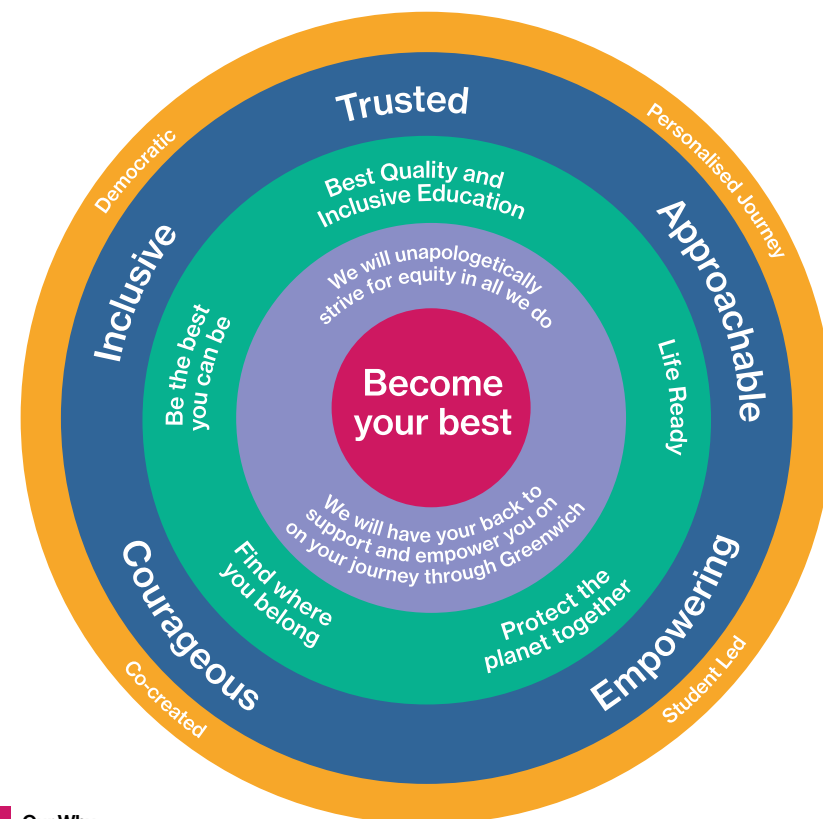 Trusted
Personalised Journey
Approachable
Empowering
Student Led
Courageous
Co-created
Inclusive
Democratic
Best Quality and
Inclusive Education
Life Ready
Protect the
planet together
Find where
you belong
Be the best
you can be
We will unapologetically
strive for equity in all we do
We will have your back to
support and empower you on
on your journey through Greenwich
Become
your best